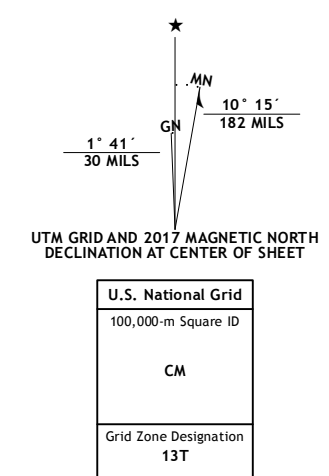 ★
MN
10° 15´
182 MILS
GN
1° 41´
30 MILS
UTM GRID AND 2017 MAGNETIC NORTH
DECLINATION AT CENTER OF SHEET
U.S. National Grid
100,000-m Square ID
CM
Grid Zone Designation
13T